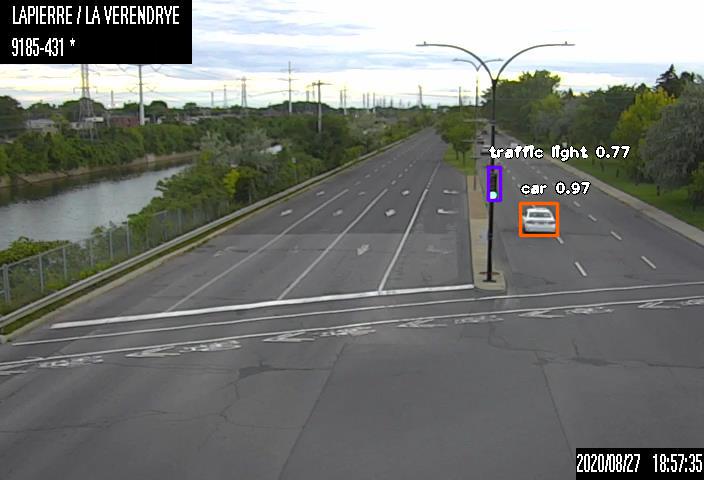 LAPIERRE / LA VERENDRYE
9185-431 *
traffic light 0.77
car 0.97
2020/08/27 18:57:35